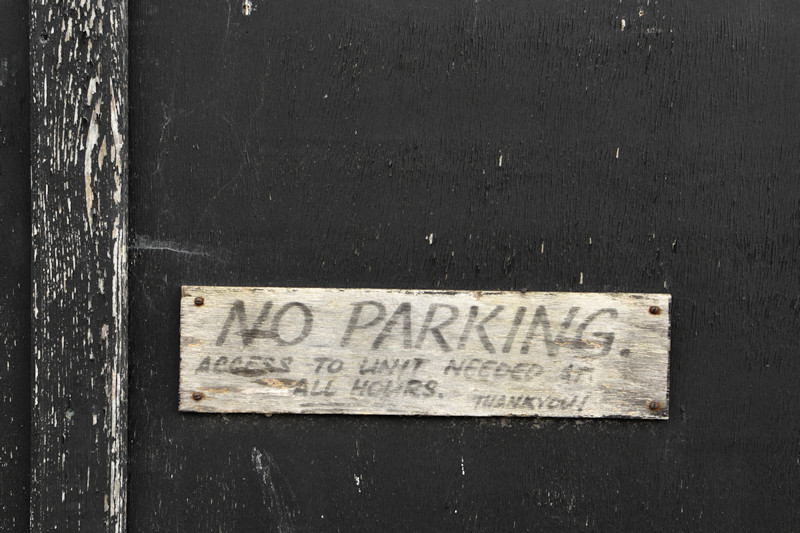 NO PARKING.
ACCESS TO UNIT NEEDED AT
ALL HOURS. THANKYOU!